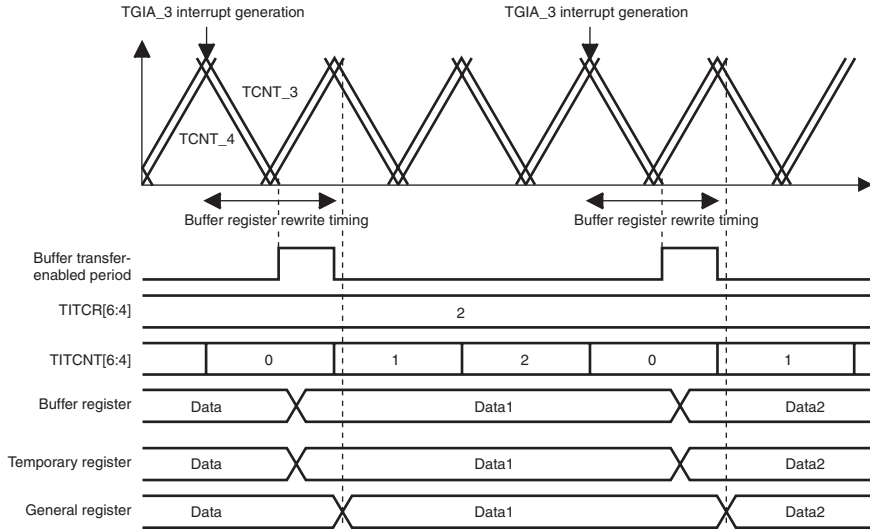 TGIA_3 interrupt generation TGIA_3 interrupt generation
TCNT_3
TCNT_4
Buffer register rewrite timing Buffer register rewrite timing
Buffer transfer-
enabled period
TITCR[6:4] 2
TITCNT[6:4] 0 1 2 0 1
Buffer register Data Data1 Data2
Temporary register Data Data1 Data2
General register Data Data1 Data2